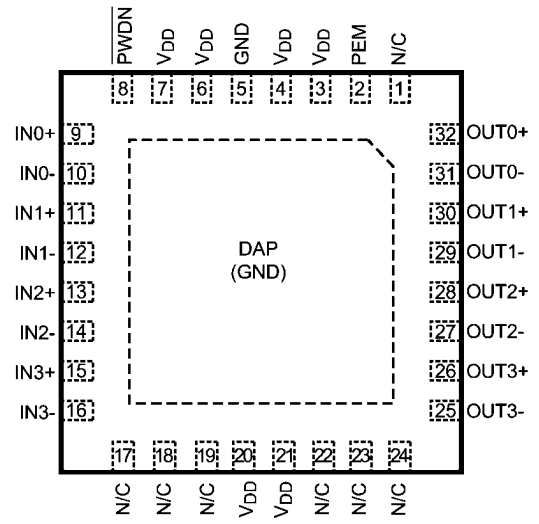 PWDN VDD VDD GND VDD VDD PEM N/C
8 7 6 5 4 3 2 1
IN0+ 9 32 OUT0+
IN0- 10 31 OUT0-
IN1+ 11 30 OUT1+
IN1- 12 29 OUT1-
DAP
(GND)
IN2+ 13 28 OUT2+
IN2- 14 27 OUT2-
IN3+ 15 26 OUT3+
IN3- 16 25 OUT3-
17 18 19 20 21 22 23 24
N/C N/C N/C VDD VDD N/C N/C N/C